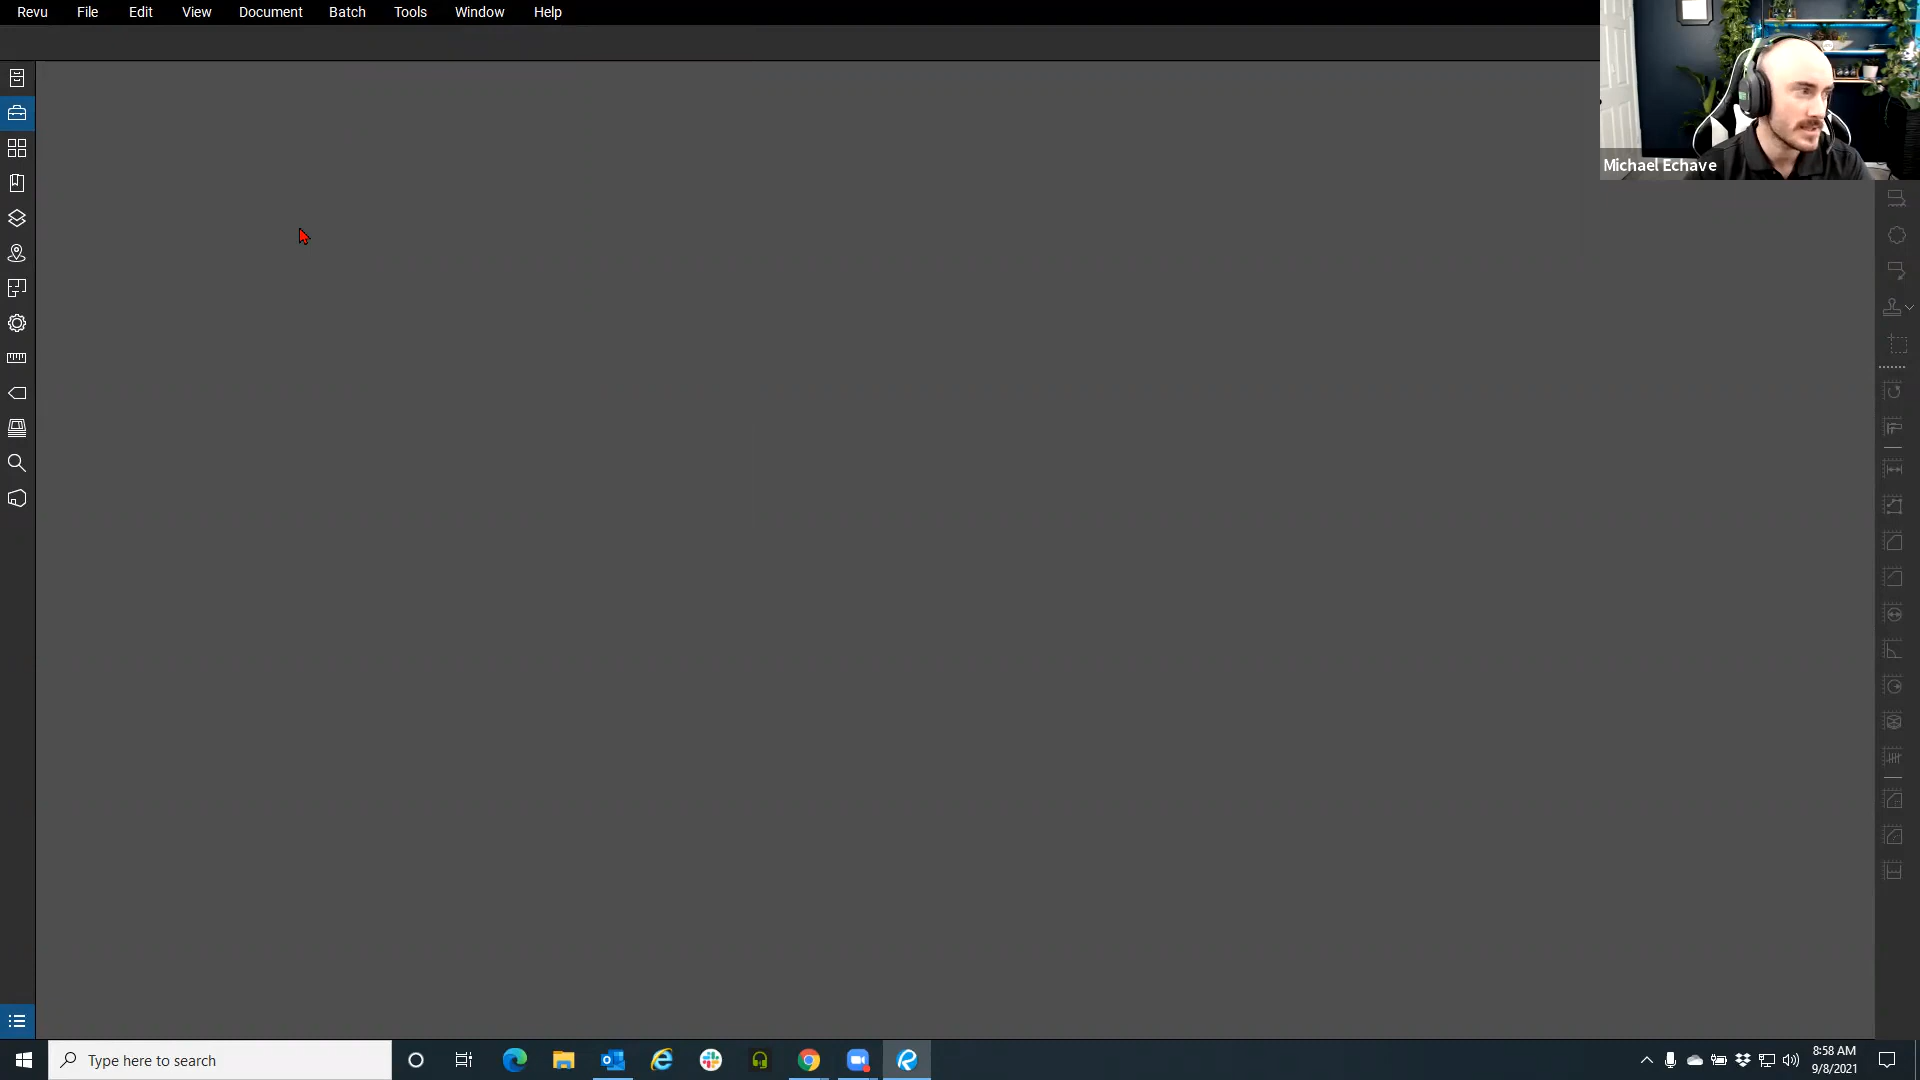 Revu File Edit View Document Batch Tools Window Help
Michael Echave
Type here to search
8:58 AM
9/8/2021